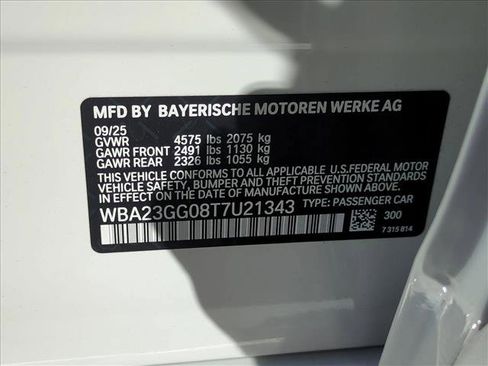 MFD BY BAYERISCHE MOTOREN WERKE AG
09/25
GVWR 4575 lbs 2075 kg
GAWR FRONT 2491 lbs 1130 kg
GAWR REAR 2326 lbs 1055 kg
THIS VEHICLE CONFORMS TO ALL APPLICABLE U.S.FEDERAL MOTOR
VEHICLE SAFETY, BUMPER AND THEFT PREVENTION STANDARDS
IN EFFECT ON THE DATE OF MANUFACTURE SHOWN ABOVE.
WBA23GG08T7U21343 TYPE: PASSENGER CAR
300
7 315 814